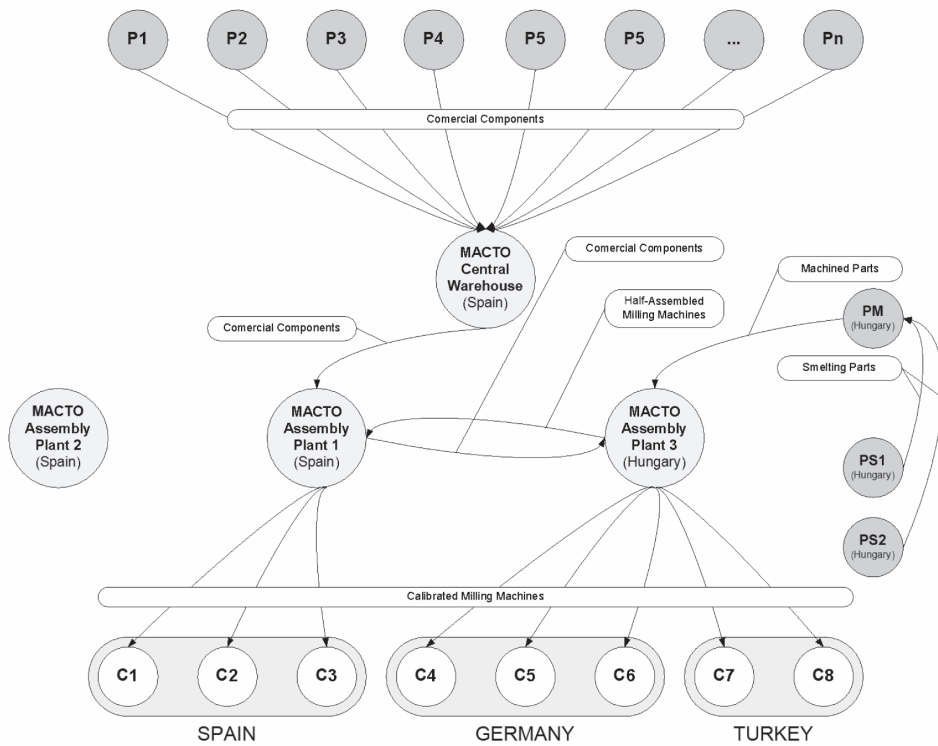 P1
P2
P3
P4
P5
P5
...
Pn
Comercial Components
MACTO
Central
Warehouse
(Spain)
Comercial Components
Machined Parts
Half-Assembled
Milling Machines
PM
(Hungary)
Comercial Components
Smelting Parts
MACTO
Assembly
Plant 2
(Spain)
MACTO
Assembly
Plant 1
(Spain)
MACTO
Assembly
Plant 3
(Hungary)
PS1
(Hungary)
PS2
(Hungary)
Calibrated Milling Machines
C1
C2
C3
C4
C5
C6
C7
C8
SPAIN
GERMANY
TURKEY